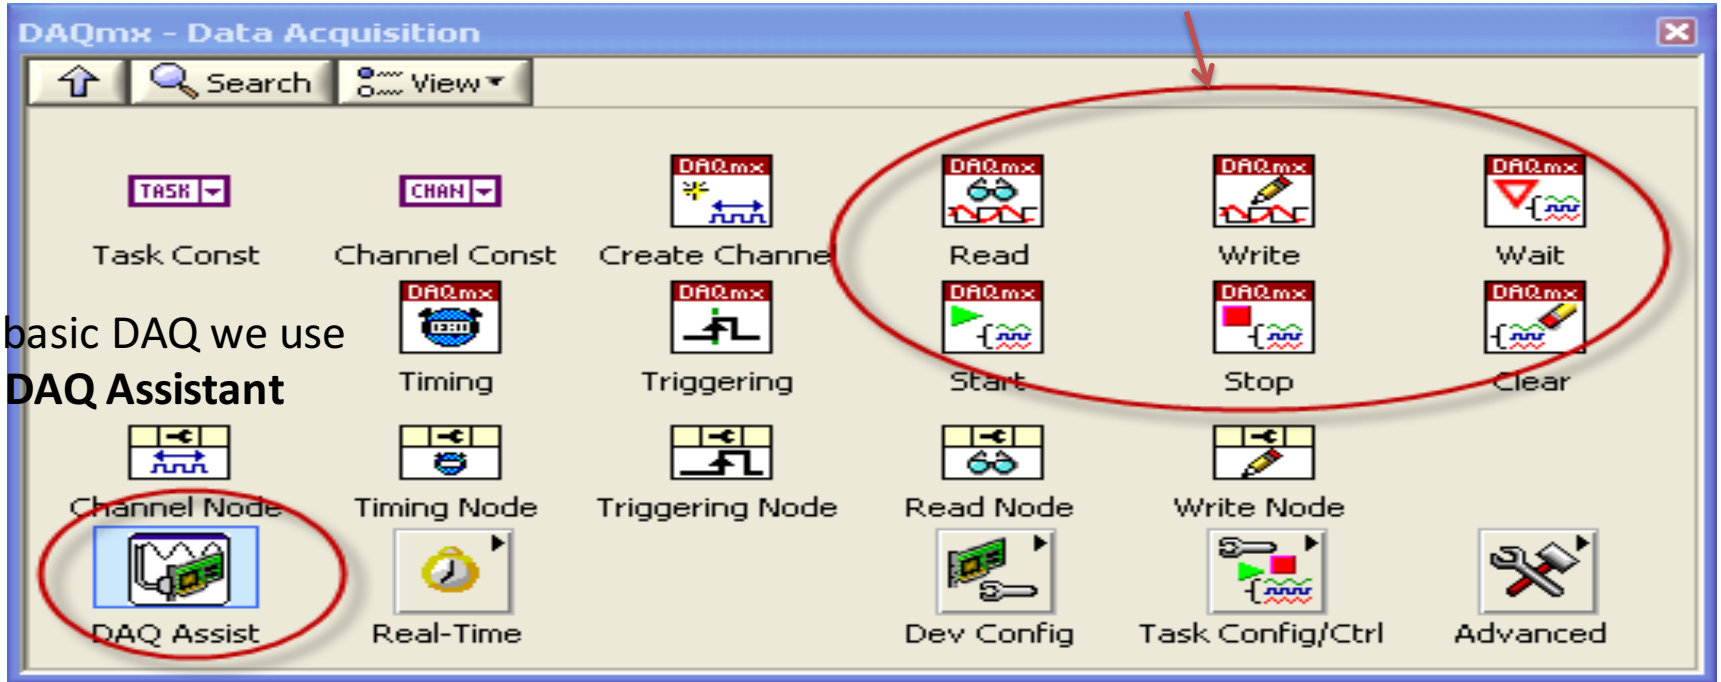 DAQmx - Data Acquisition
Search View
DAQmx DAQmx DAQmx DAQmx
TASK CHAN
Task Const Channel Const Create Channel Read Write Wait
DAQmx DAQmx DAQmx DAQmx DAQmx
basic DAQ we use
DAQ Assistant
Timing Triggering Start Stop Clear
Channel Node Timing Node Triggering Node Read Node Write Node
DAQ Assist Real-Time Dev Config Task Config/Ctrl Advanced